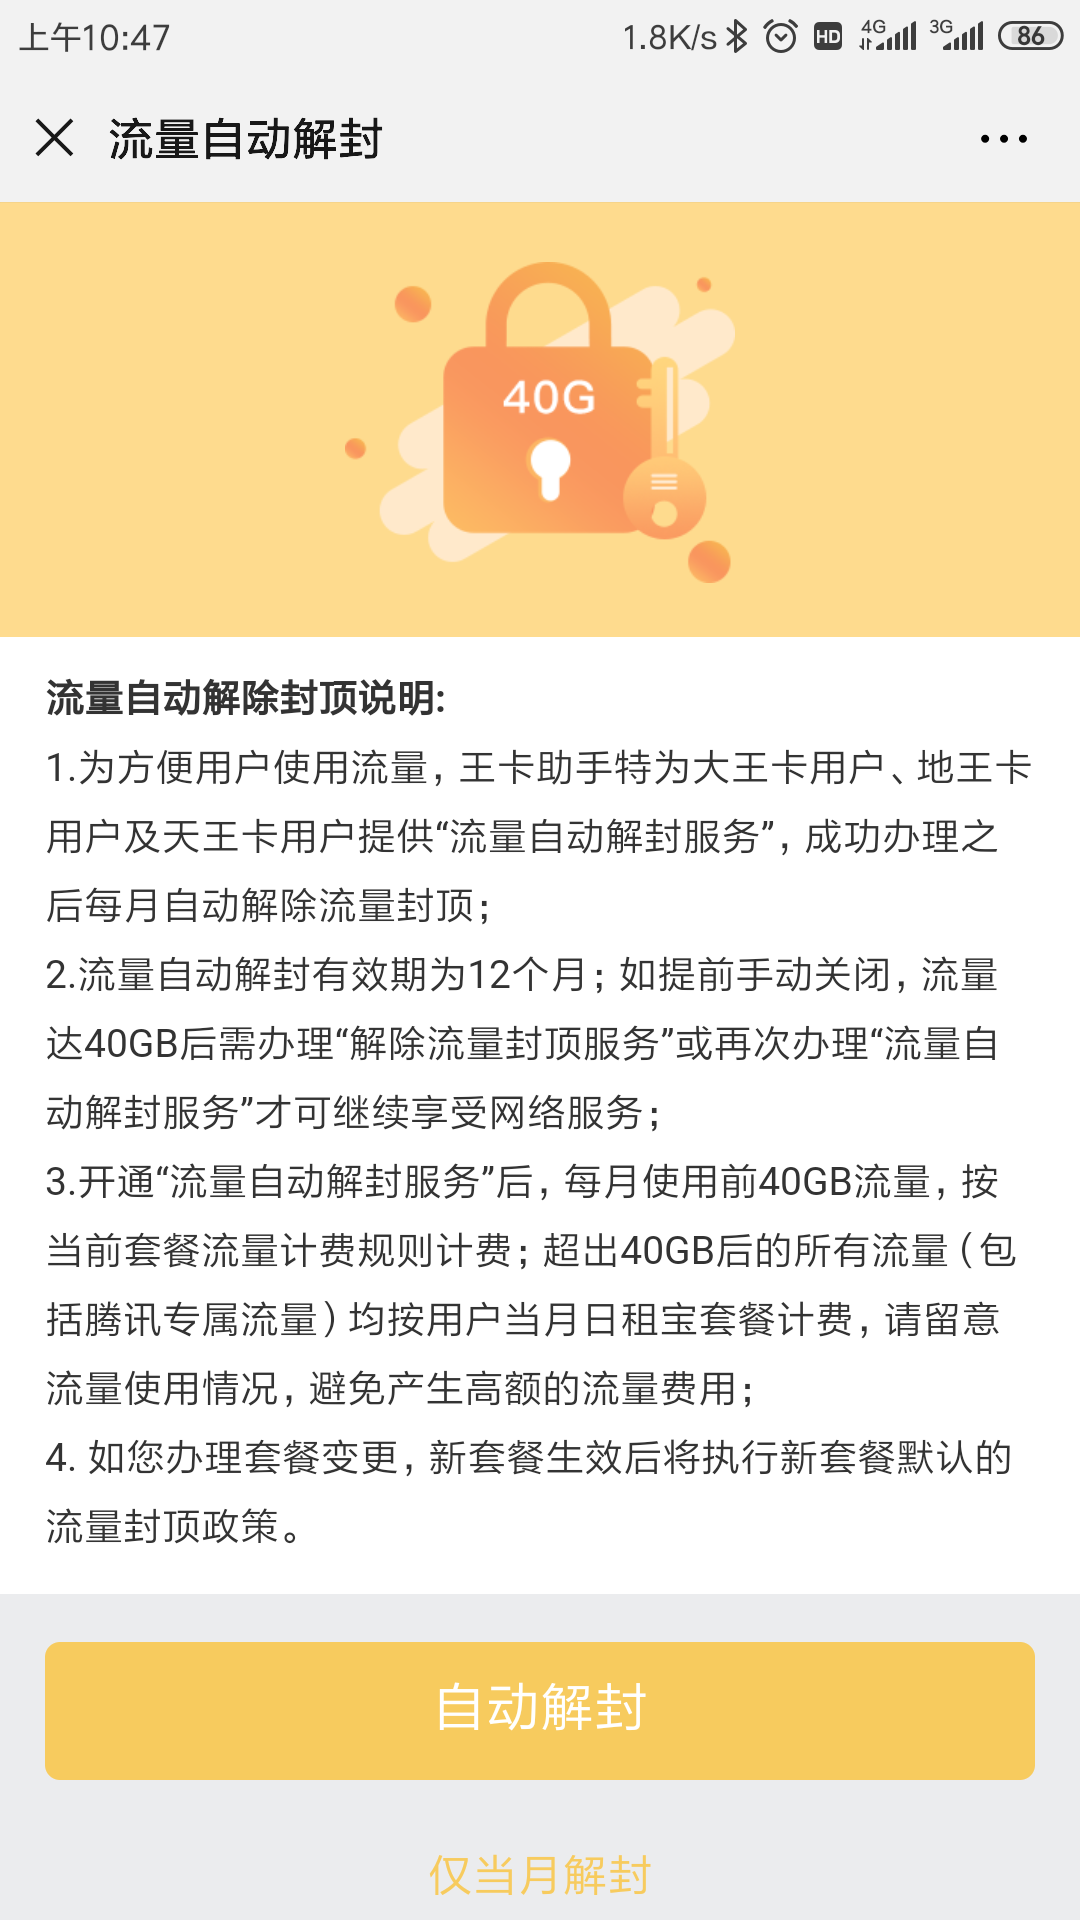 上午10:47 1.8K/s HD 4G 3G 86
流量自动解封
40G
流量自动解除封顶说明:
1.为方便用户使用流量，王卡助手特为大王卡用户、地王卡
用户及天王卡用户提供“流量自动解封服务”，成功办理之
后每月自动解除流量封顶；
2.流量自动解封有效期为12个月；如提前手动关闭，流量
达40GB后需办理“解除流量封顶服务”或再次办理“流量自
动解封服务”才可继续享受网络服务；
3.开通“流量自动解封服务”后，每月使用前40GB流量，按
当前套餐流量计费规则计费；超出40GB后的所有流量（包
括腾讯专属流量）均按用户当月日租宝套餐计费，请留意
流量使用情况，避免产生高额的流量费用；
4. 如您办理套餐变更，新套餐生效后将执行新套餐默认的
流量封顶政策。
自动解封
仅当月解封